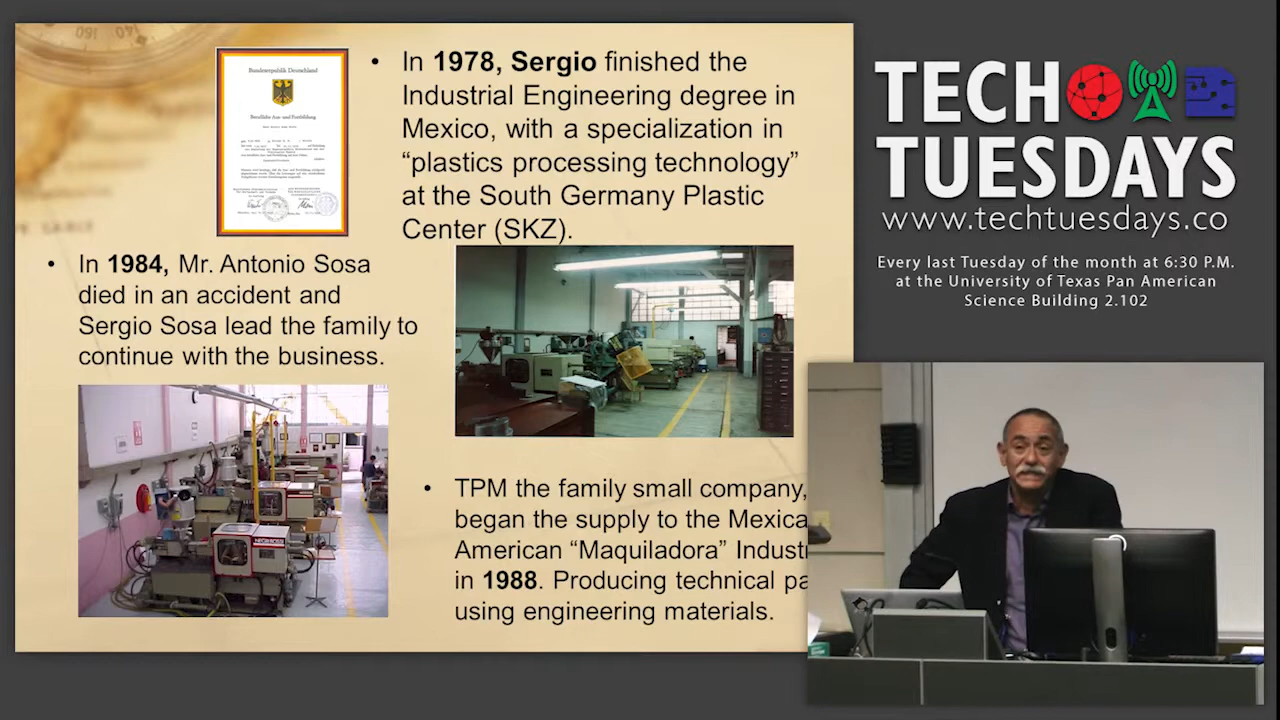 Bundesrepublik Deutschland
Berufliche Aus- und Fortbildung
• In 1978, Sergio finished the
Industrial Engineering degree in
Mexico, with a specialization in
“plastics processing technology”
at the South Germany Plastic
Center (SKZ).
• In 1984, Mr. Antonio Sosa
died in an accident and
Sergio Sosa lead the family to
continue with the business.
• TPM the family small company,
began the supply to the Mexica
American “Maquiladora” Industr
in 1988. Producing technical pa
using engineering materials.
TECH
TUESDAYS
www.techtuesdays.co
Every last Tuesday of the month at 6:30 P.M.
at the University of Texas Pan American
Science Building 2.102